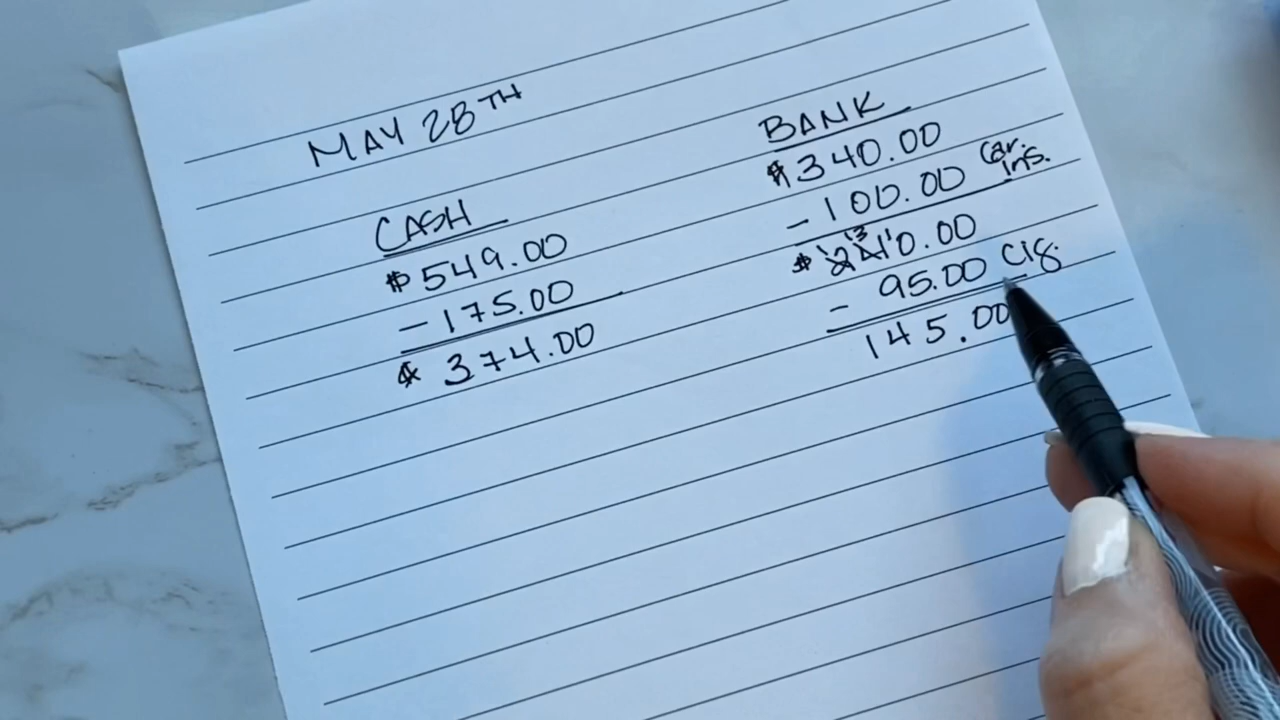 MAY 28TH
CASH
$549.00
- 175.00
$ 374.00
BANK
$340.00
- 100.00 Car. Ins.
$ 240.00
- 95.00 Cig.
145.00